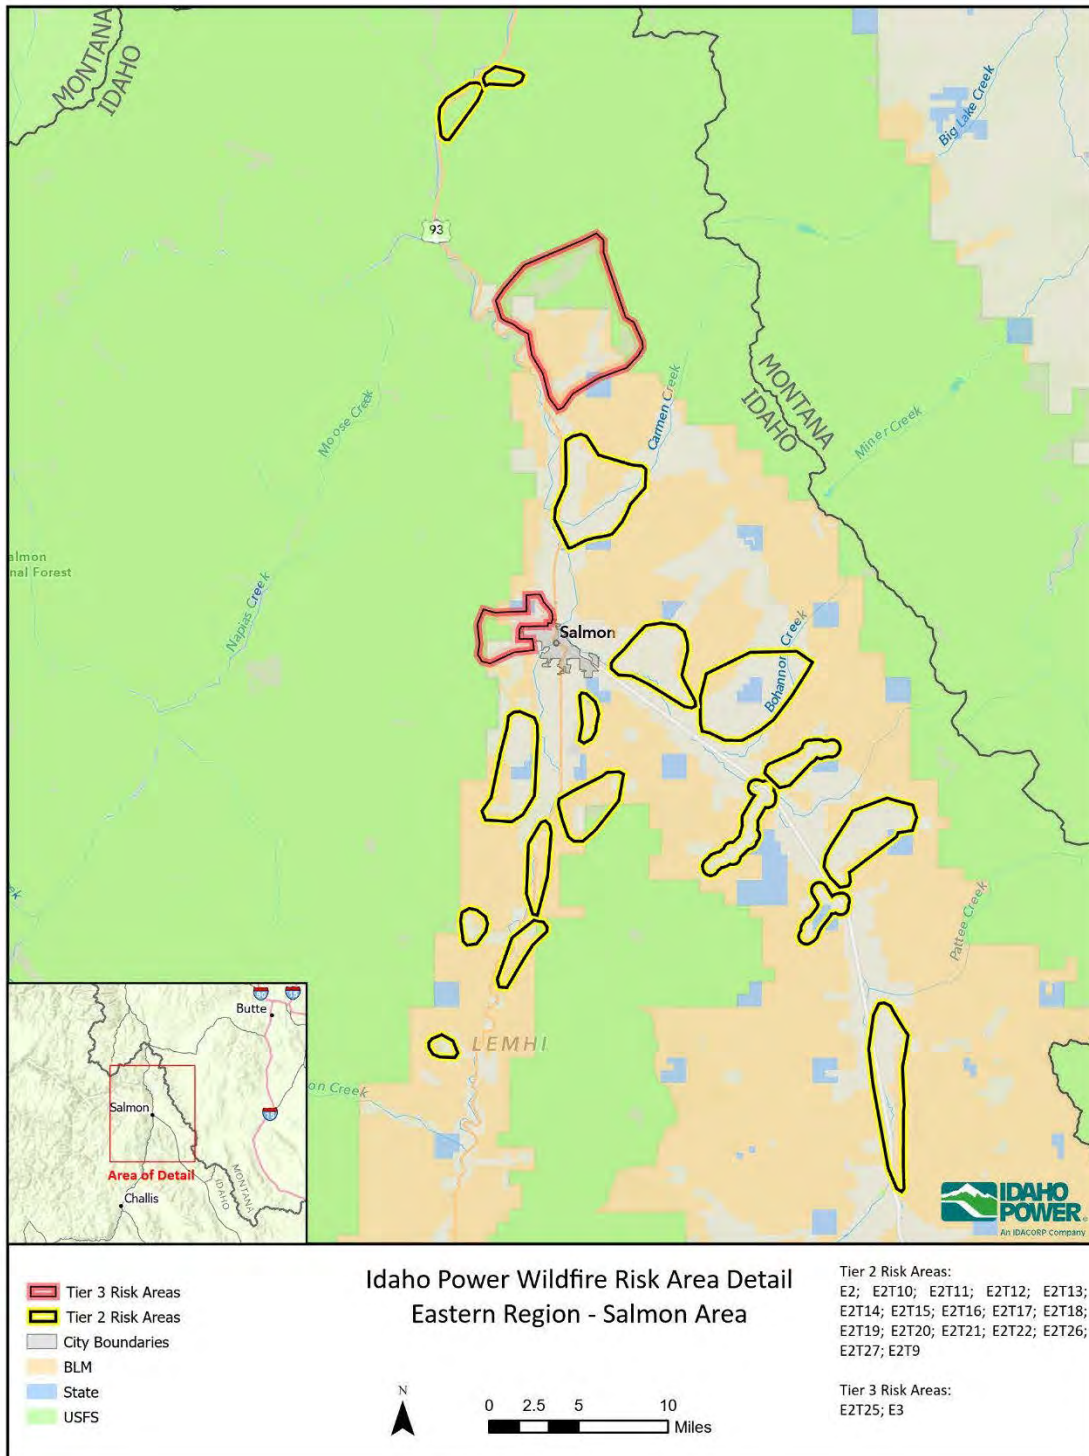 MONTANA
IDAHO
Big Lake Creek
93
MONTANA
IDAHO
Carmen Creek
Miner Creek
Moose Creek
almon
nal Forest
Napias Creek
Salmon
Bohannon Creek
Pattee Creek
ek
LEMHI
on Creek
Butte
15
Salmon
Area of Detail
MONTANA
IDAHO
Challis
IDAHO
POWER
An IDACORP Company
Tier 3 Risk Areas
Tier 2 Risk Areas
City Boundaries
BLM
State
USFS
Idaho Power Wildfire Risk Area Detail
Eastern Region - Salmon Area
N
0 2.5 5 10
Miles
Tier 2 Risk Areas:
E2; E2T10; E2T11; E2T12; E2T13;
E2T14; E2T15; E2T16; E2T17; E2T18;
E2T19; E2T20; E2T21; E2T22; E2T26;
E2T27; E2T9
Tier 3 Risk Areas:
E2T25; E3